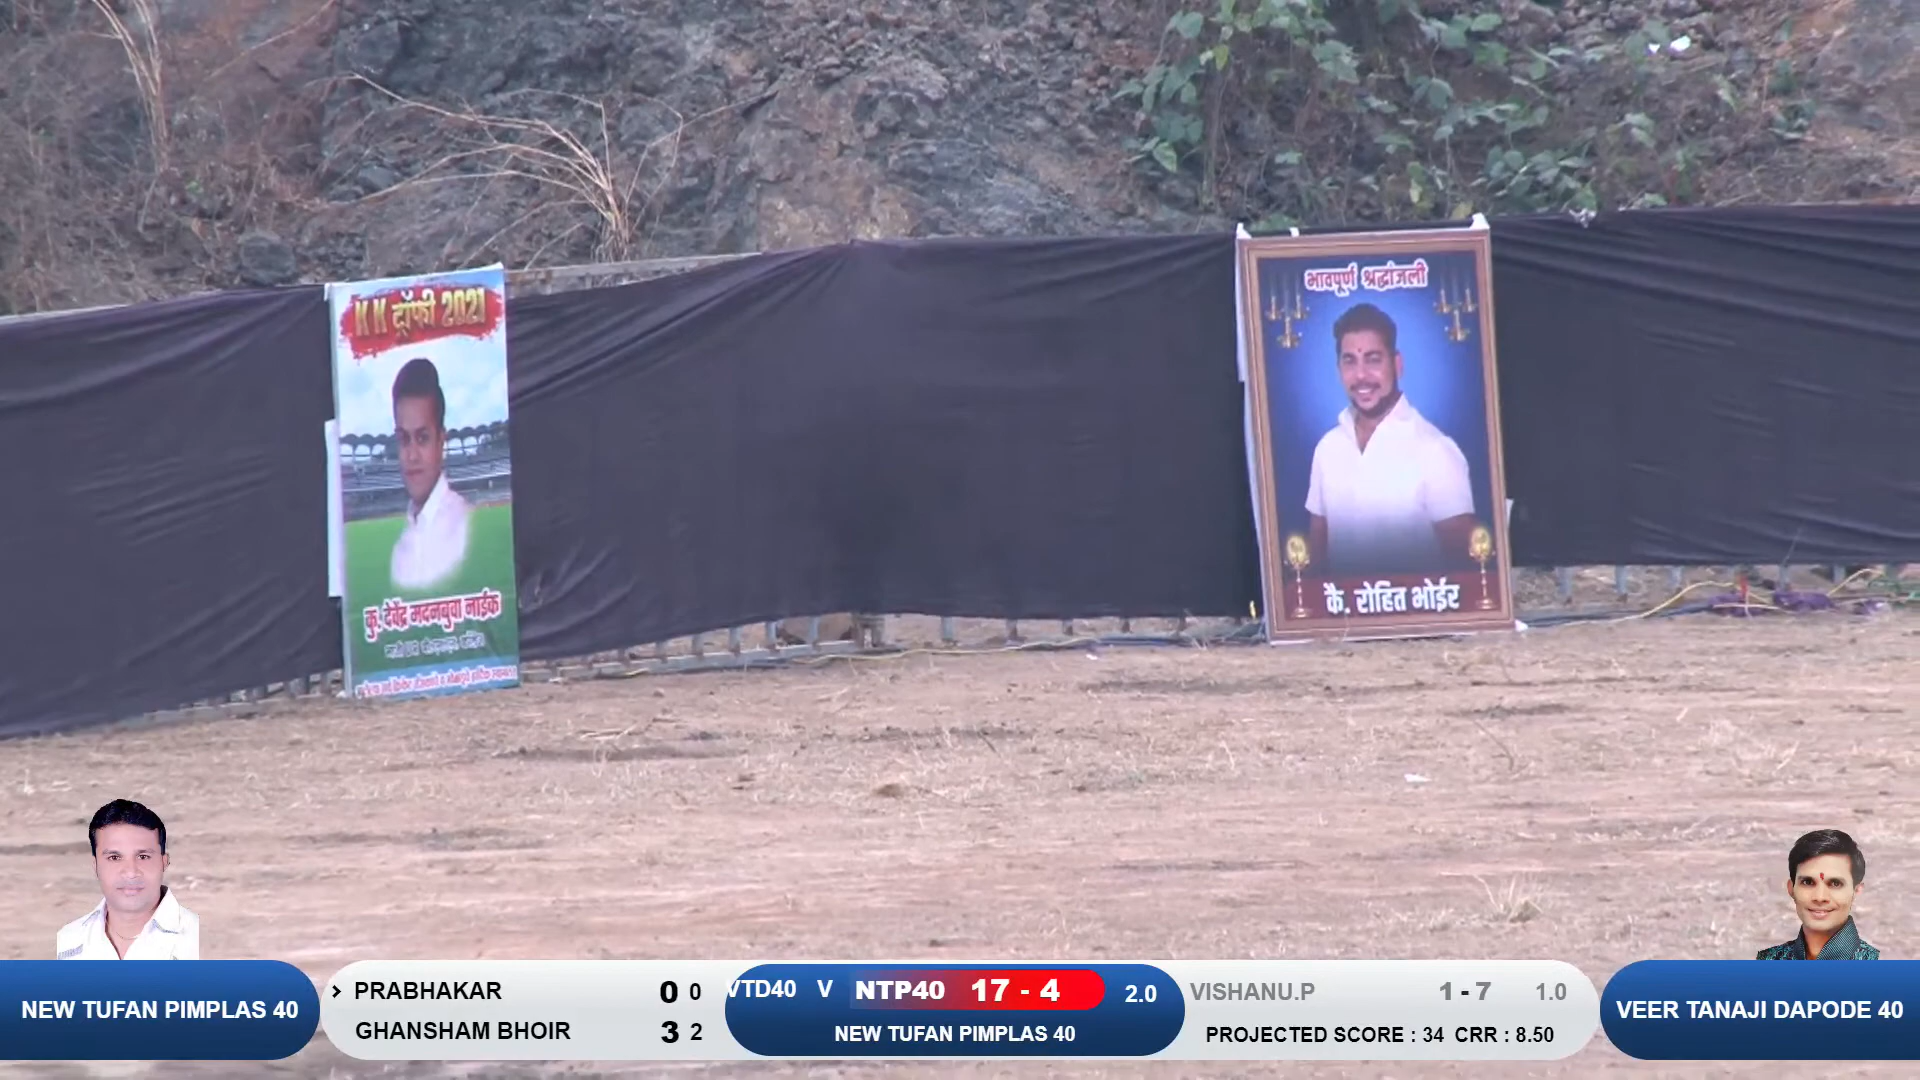 K K ट्रॉफी 2021
कु. देवेंद्र मदनबुवा नाईक
भावपूर्ण श्रद्धांजली
कै. रोहित भोईर
NEW TUFAN PIMPLAS 40
PRABHAKAR 0 0
GHANSHAM BHOIR 3 2
VTD40 V NTP40 17 - 4 2.0
NEW TUFAN PIMPLAS 40
VISHANU.P 1 - 7 1.0
PROJECTED SCORE : 34 CRR : 8.50
VEER TANAJI DAPODE 40